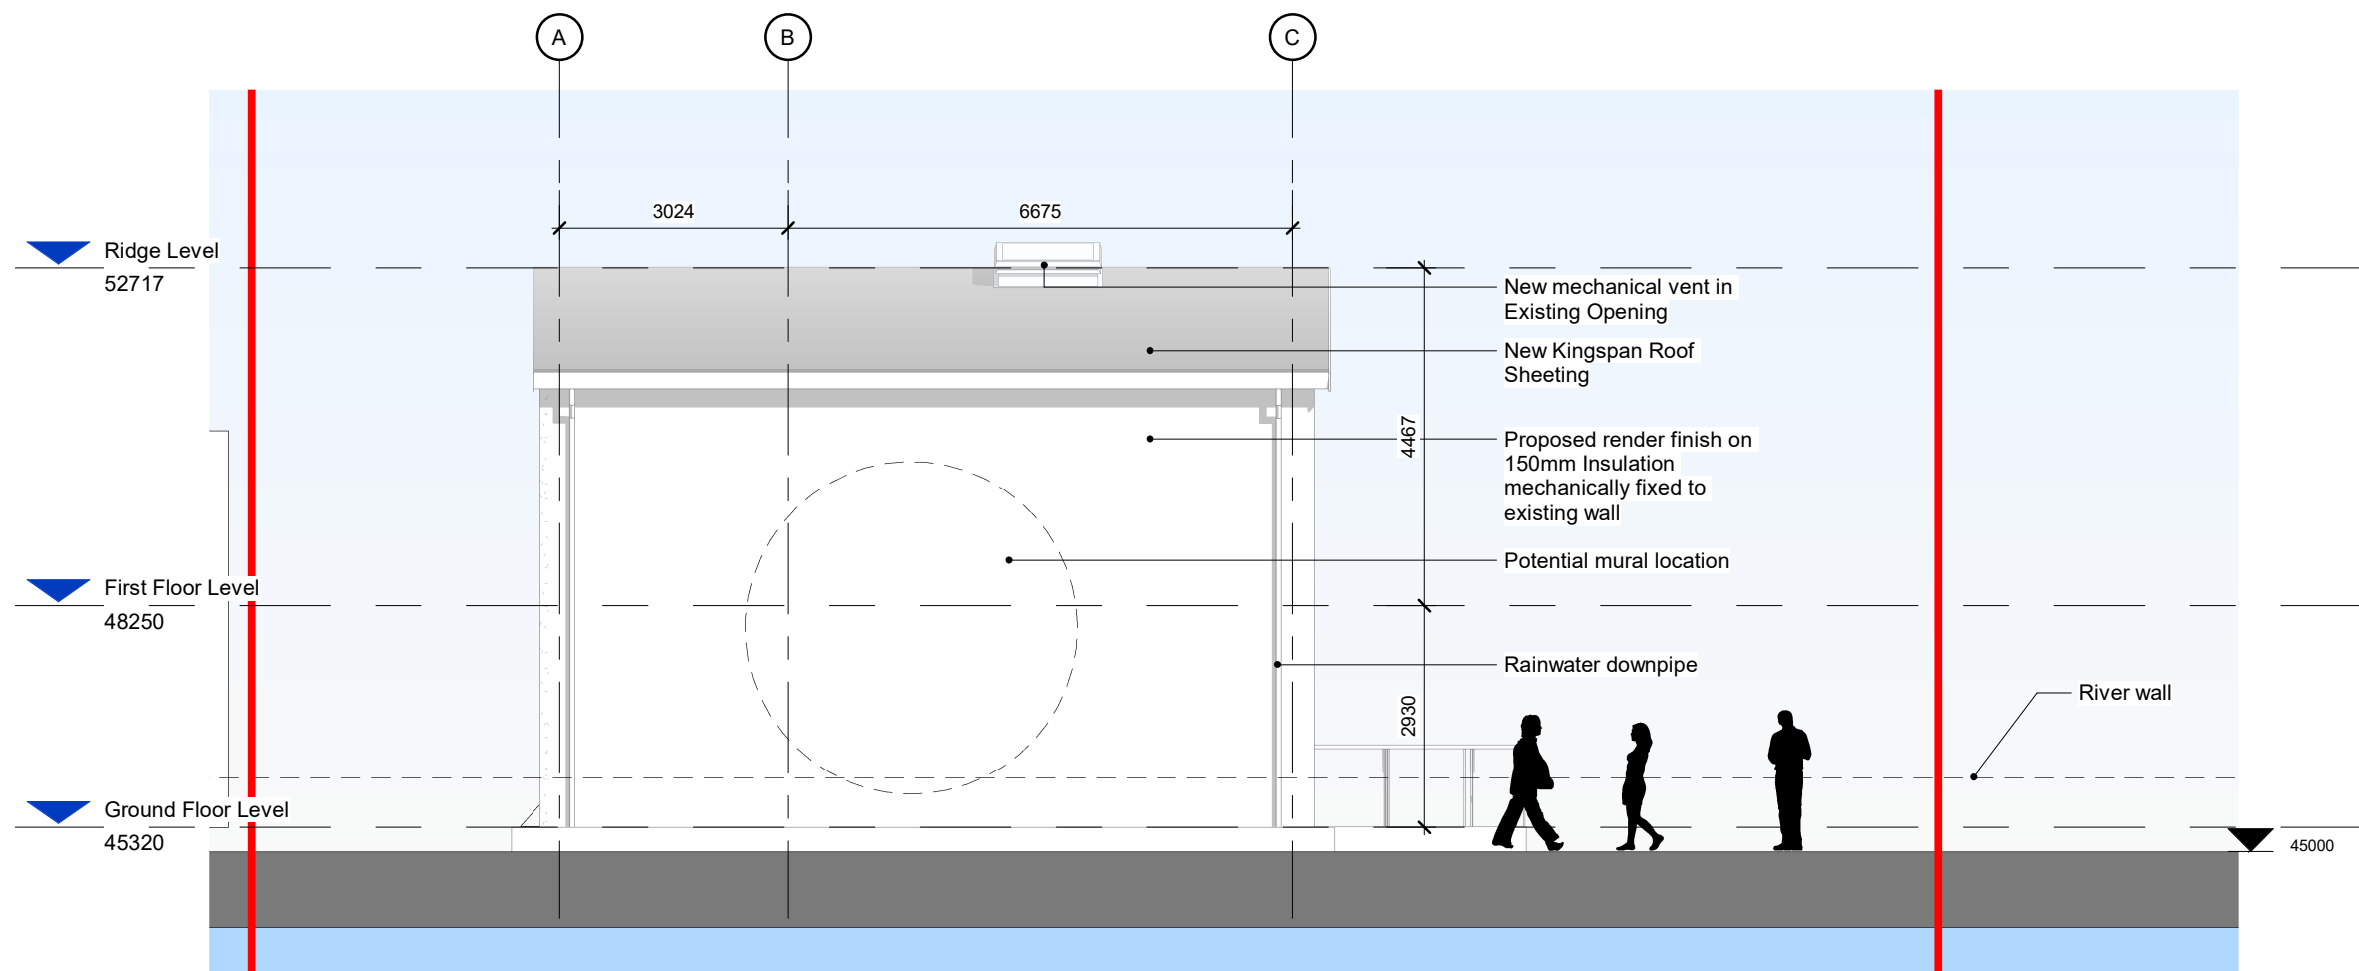 A
B
C
3024
6675
Ridge Level
52717
New mechanical vent in
Existing Opening
New Kingspan Roof
Sheeting
4467
Proposed render finish on
150mm Insulation
mechanically fixed to
existing wall
Potential mural location
First Floor Level
48250
Rainwater downpipe
River wall
2930
Ground Floor Level
45320
45000